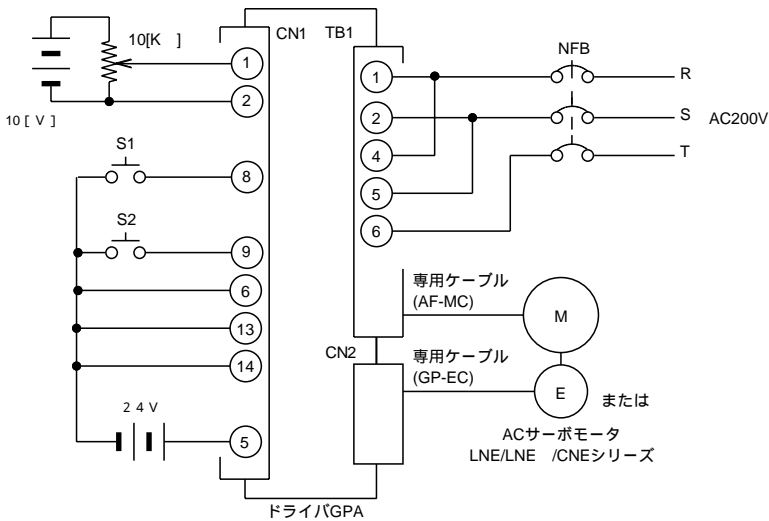 10[K ]
CN1
TB1
NFB
1
2
10 [ V ]
1
2
4
5
6
R
S
T
AC200V
S1
8
S2
9
6
13
14
24V
5
専用ケーブル
(AF-MC)
M
CN2
専用ケーブル
(GP-EC)
E
または
ACサーボモータ
LNE/LNE /CNEシリーズ
ドライバGPA